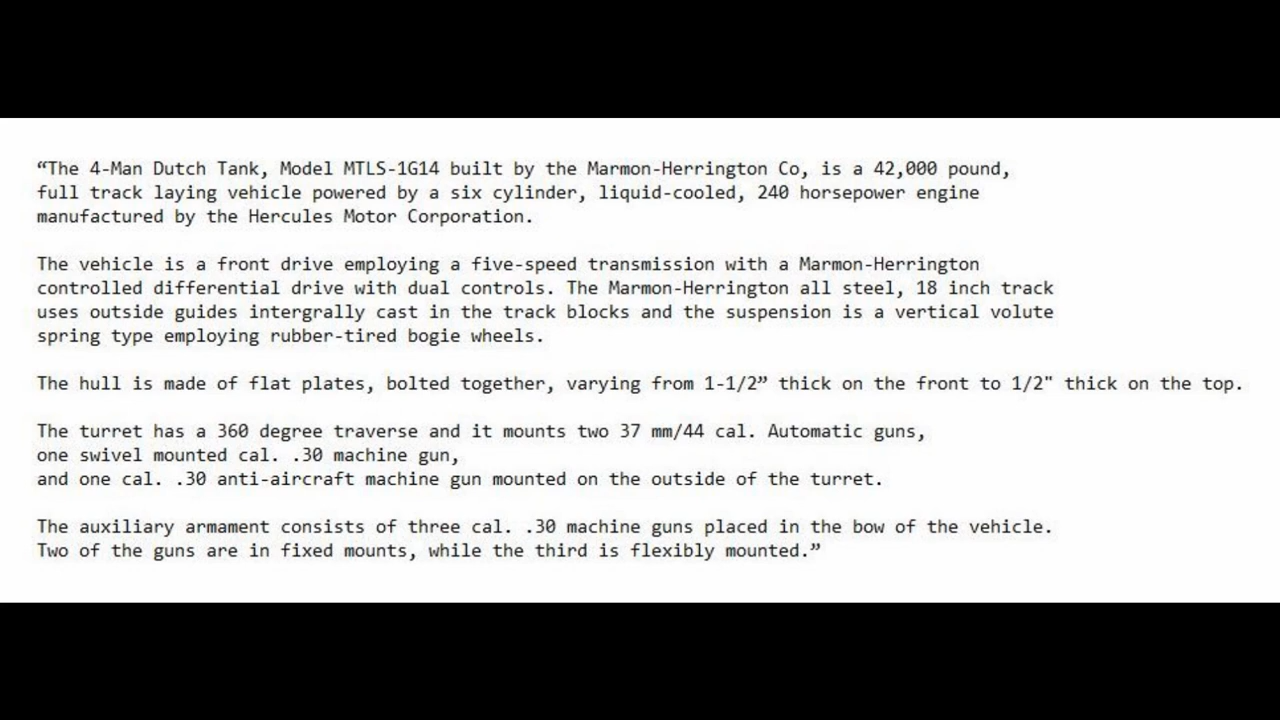 “The 4-Man Dutch Tank, Model MTLS-1G14 built by the Marmon-Herrington Co, is a 42,000 pound,
full track laying vehicle powered by a six cylinder, liquid-cooled, 240 horsepower engine
manufactured by the Hercules Motor Corporation.
The vehicle is a front drive employing a five-speed transmission with a Marmon-Herrington
controlled differential drive with dual controls. The Marmon-Herrington all steel, 18 inch track
uses outside guides intergrally cast in the track blocks and the suspension is a vertical volute
spring type employing rubber-tired bogie wheels.
The hull is made of flat plates, bolted together, varying from 1-1/2” thick on the front to 1/2" thick on the top.
The turret has a 360 degree traverse and it mounts two 37 mm/44 cal. Automatic guns,
one swivel mounted cal. .30 machine gun,
and one cal. .30 anti-aircraft machine gun mounted on the outside of the turret.
The auxiliary armament consists of three cal. .30 machine guns placed in the bow of the vehicle.
Two of the guns are in fixed mounts, while the third is flexibly mounted.”